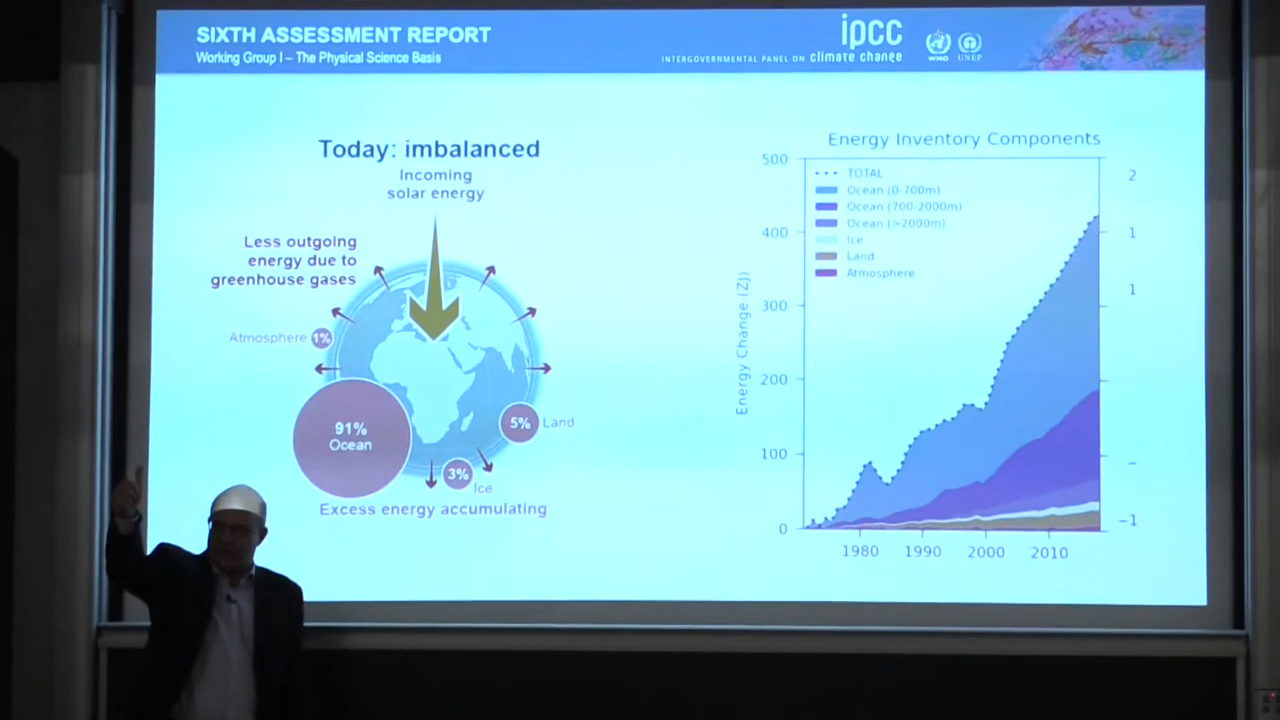 SIXTH ASSESSMENT REPORT
Working Group I – The Physical Science Basis
ipcc
INTERGOVERNMENTAL PANEL ON climate change
WMO
UNEP
Today: imbalanced
Incoming
solar energy
Less outgoing
energy due to
greenhouse gases
Atmosphere 1%
91%
Ocean
5% Land
3%
Ice
Excess energy accumulating
Energy Inventory Components
Energy Change (ZJ)
500
400
300
200
100
0
TOTAL
Ocean (0-700m)
Ocean (700-2000m)
Ocean (>2000m)
Ice
Land
Atmosphere
1980 1990 2000 2010
2
1
1
−
−1